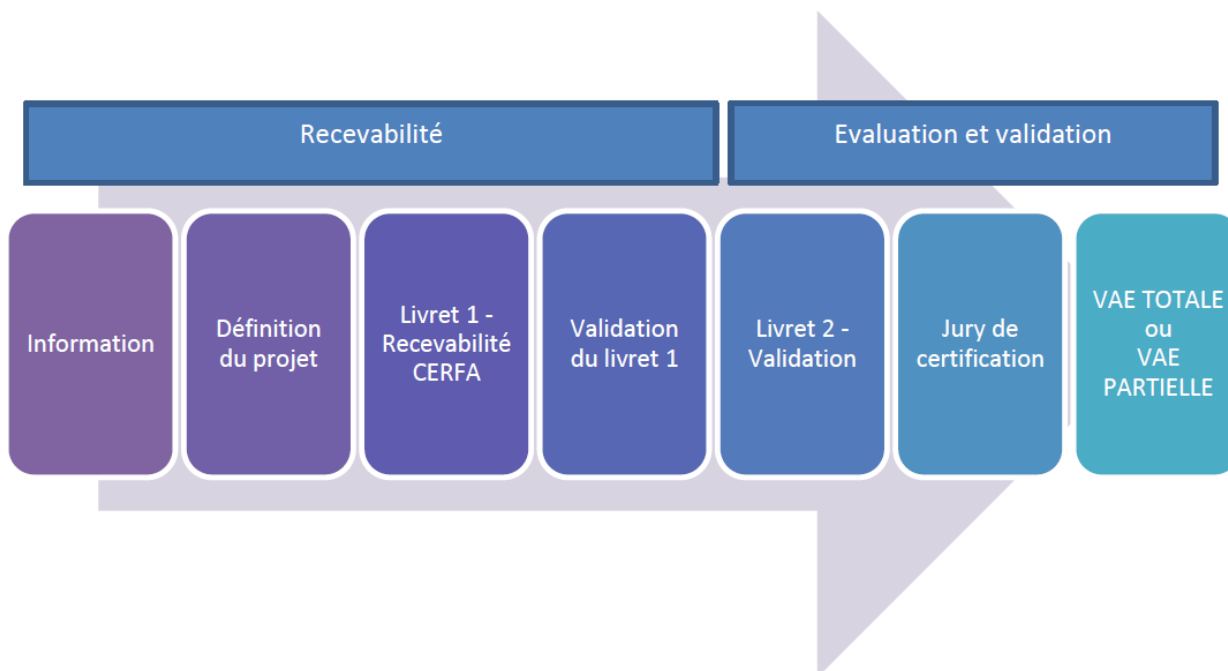 Recevabilité
Evaluation et validation
Information
Définition
du projet
Livret 1 -
Recevabilité
CERFA
Validation
du livret 1
Livret 2 -
Validation
Jury de
certification
VAE TOTALE
ou
VAE
PARTIELLE